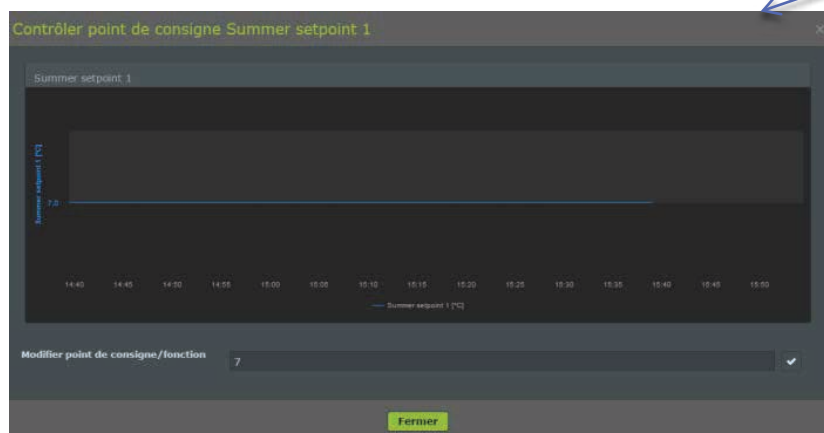 Contrôler point de consigne Summer setpoint 1
Summer setpoint 1
Summer setpoint 1 [°C]
7,0
14:40 14:45 14:50 14:55 15:00 15:05 15:10 15:15 15:20 15:25 15:30 15:35 15:40 15:45 15:50
Summer setpoint 1 [°C]
Modifier point de consigne/fonction
7
Fermer